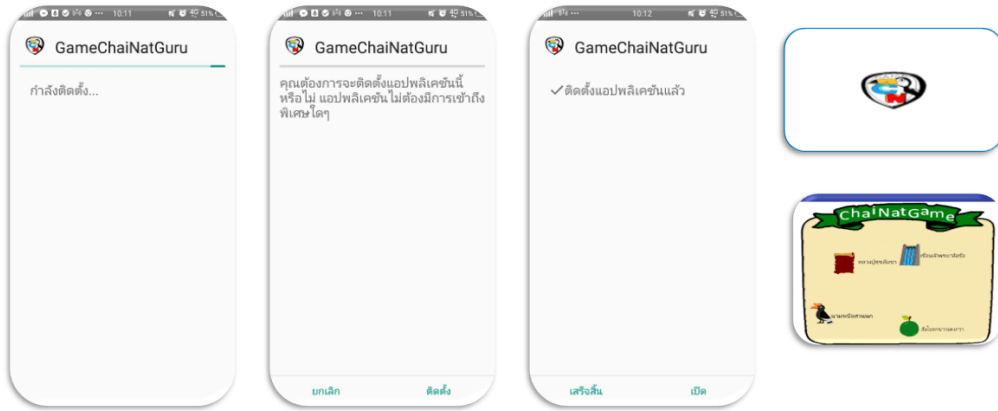 10:11
51%
GameChaiNatGuru
กำลังติดตั้ง...
10:11
51%
GameChaiNatGuru
คุณต้องการจะติดตั้งแอปพลิเคชันนี้
หรือไม่ แอปพลิเคชันไม่ต้องมีการเข้าถึง
พิเศษใดๆ
ยกเลิก
ติดตั้ง
10:12
51%
GameChaiNatGuru
✓ติดตั้งแอปพลิเคชันแล้ว
เสร็จสิ้น
เปิด
ChaiNatGame